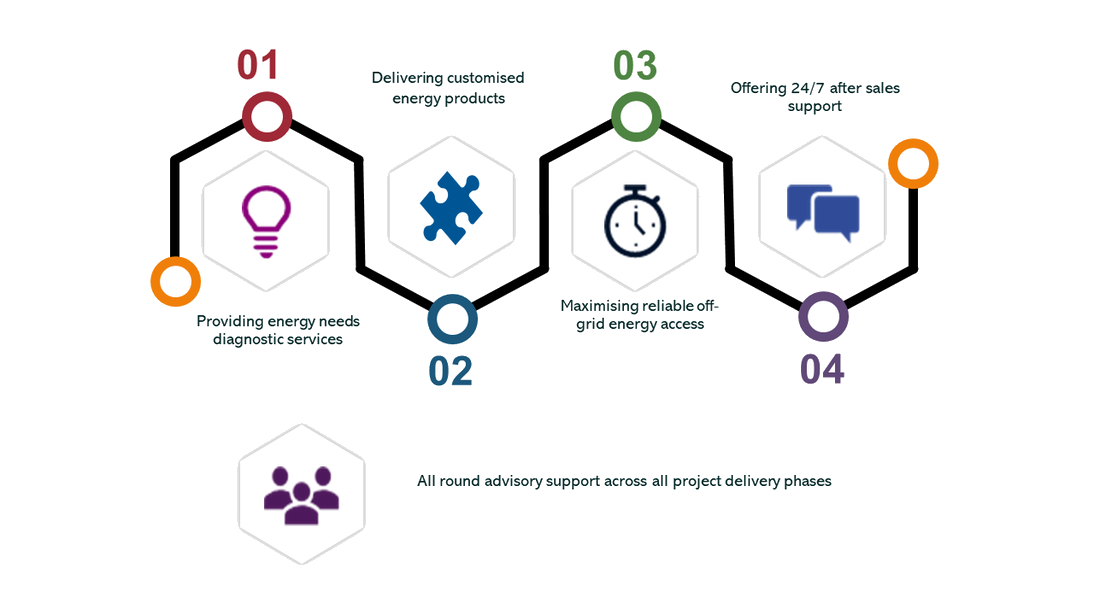 01
Providing energy needs
diagnostic services
Delivering customised
energy products
02
03
Maximising reliable off-
grid energy access
Offering 24/7 after sales
support
04
All round advisory support across all project delivery phases